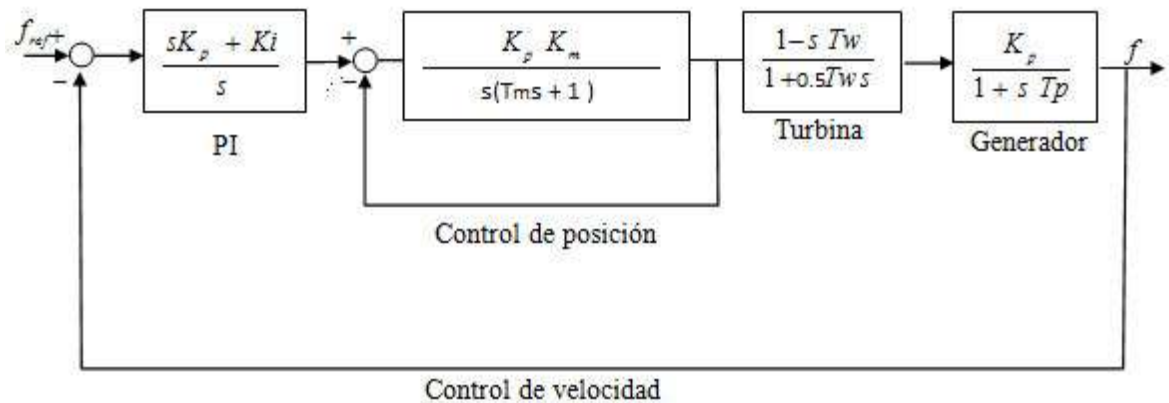 f ref + −
sK_p + Ki
s
PI
+ −
K_p K_m
s(Tms + 1 )
1− s Tw
1 +0.5Tw s
Turbina
K_p
1 + s Tp
Generador
f
Control de posición
Control de velocidad